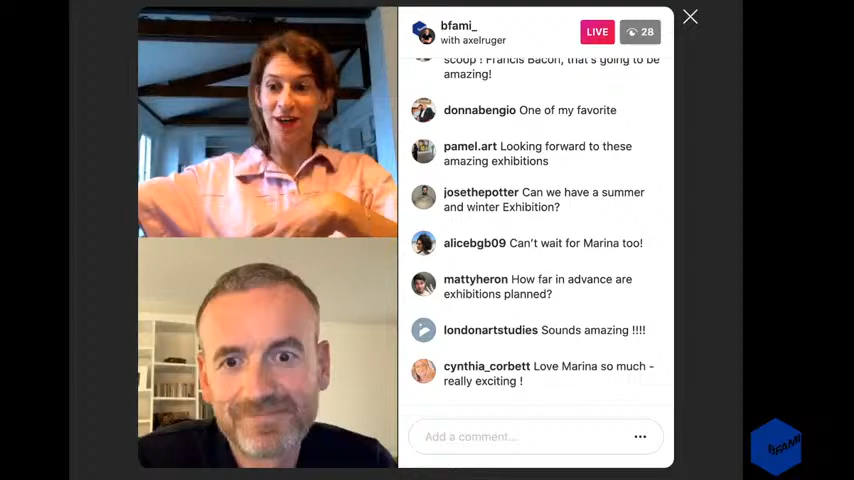 bfami_
with axelruger
LIVE
28
scoop ! Francis Bacon, that's going to be
amazing!
donnabengio One of my favorite
pamel.art Looking forward to these
amazing exhibitions
josethepotter Can we have a summer
and winter Exhibition?
alicebgb09 Can't wait for Marina too!
mattyheron How far in advance are
exhibitions planned?
londonartstudies Sounds amazing !!!!
cynthia_corbett Love Marina so much -
really exciting !
Add a comment...
BFAMI